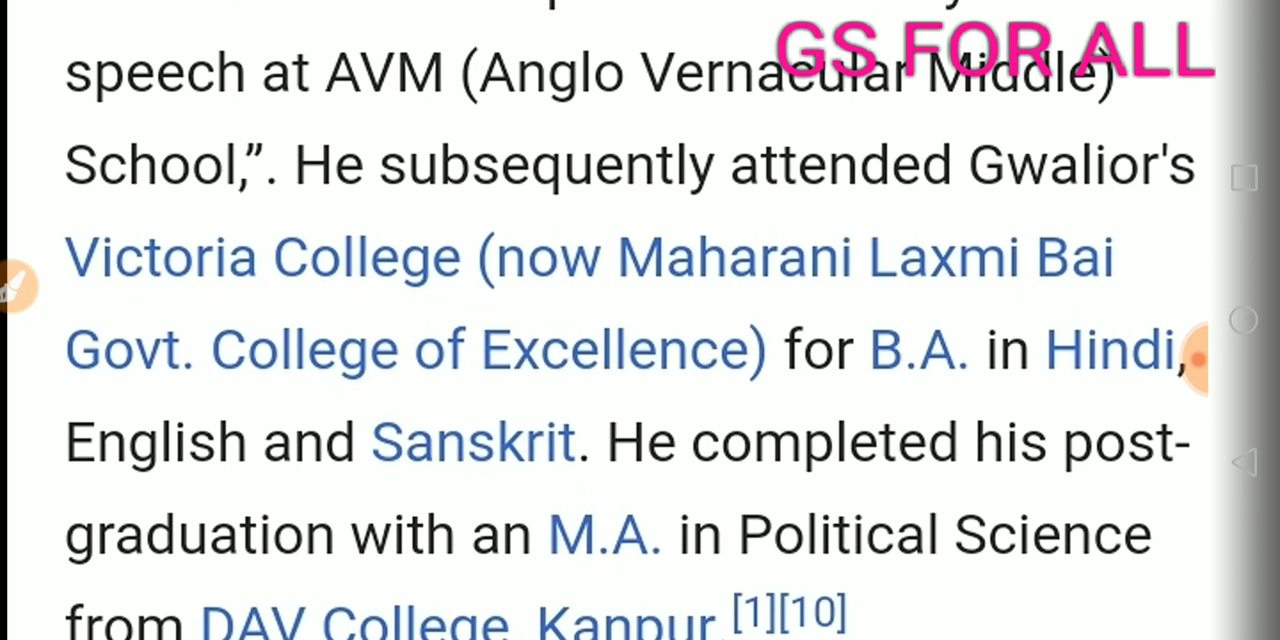 GS FOR ALL
speech at AVM (Anglo Vernacular Middle)
School,”. He subsequently attended Gwalior's
Victoria College (now Maharani Laxmi Bai
Govt. College of Excellence) for B.A. in Hindi,
English and Sanskrit. He completed his post-
graduation with an M.A. in Political Science
from DAV College, Kanpur.[1][10]